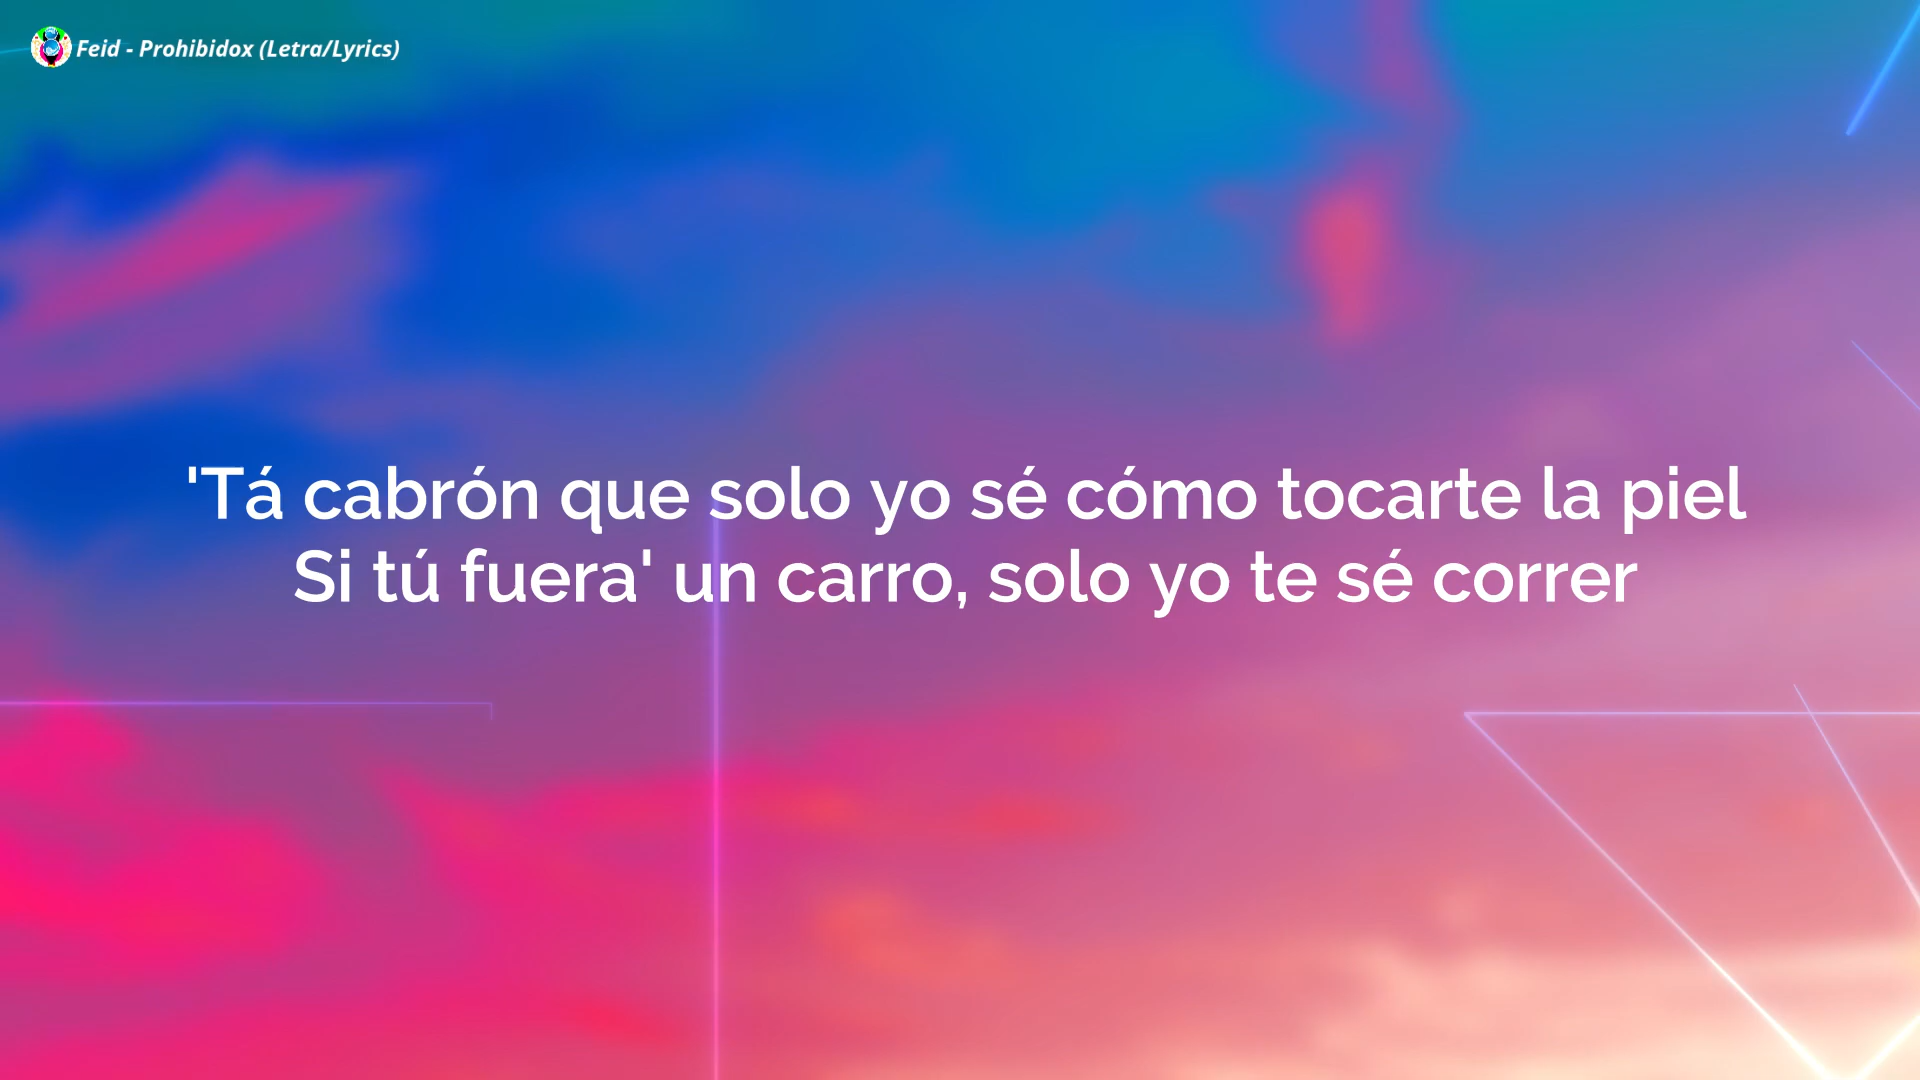 Feid - Prohibidox (Letra/Lyrics)
'Tá cabrón que solo yo sé cómo tocarte la piel
Si tú fuera' un carro, solo yo te sé correr